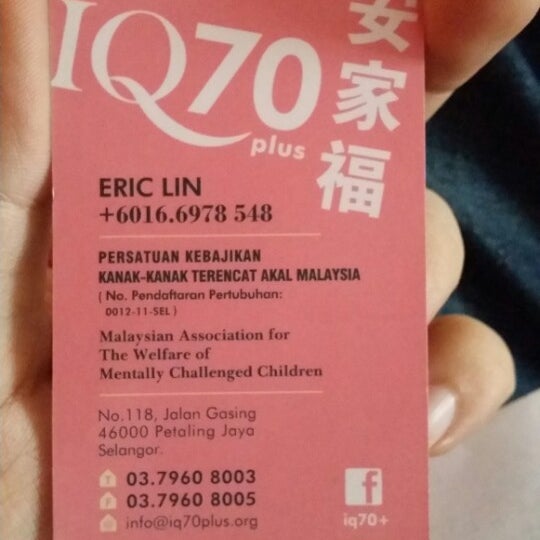 IQ70
plus
安家福
ERIC LIN
+6016.6978 548
PERSATUAN KEBAJIKAN
KANAK-KANAK TERENCAT AKAL MALAYSIA
( No. Pendaftaran Pertubuhan:
0012-11-SEL )
Malaysian Association for
The Welfare of
Mentally Challenged Children
No.118, Jalan Gasing
46000 Petaling Jaya
Selangor.
T 03.7960 8003
F 03.7960 8005
@ info@iq70plus.org
f
iq70+